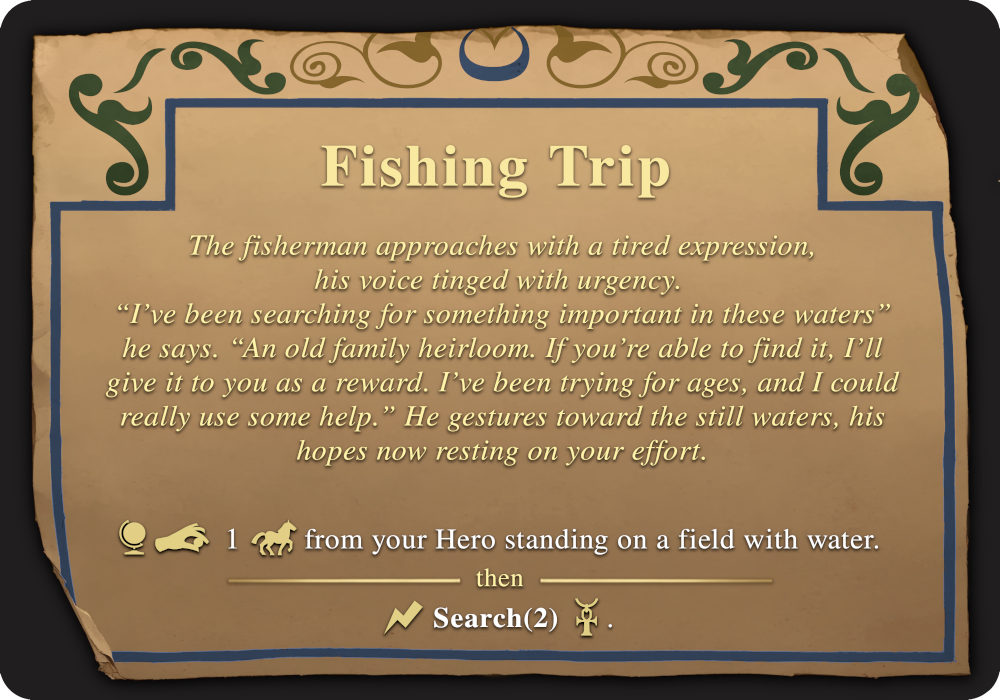 Fishing Trip
The fisherman approaches with a tired expression,
his voice tinged with urgency.
“I’ve been searching for something important in these waters”
he says. “An old family heirloom. If you’re able to find it, I’ll
give it to you as a reward. I’ve been trying for ages, and I could
really use some help.” He gestures toward the still waters, his
hopes now resting on your effort.
1 from your Hero standing on a field with water.
then
Search(2) .